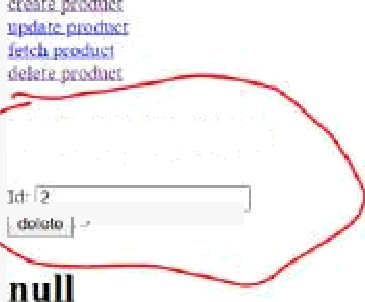 create product
update product
fetch product
delete product
Id: 2
delete
null